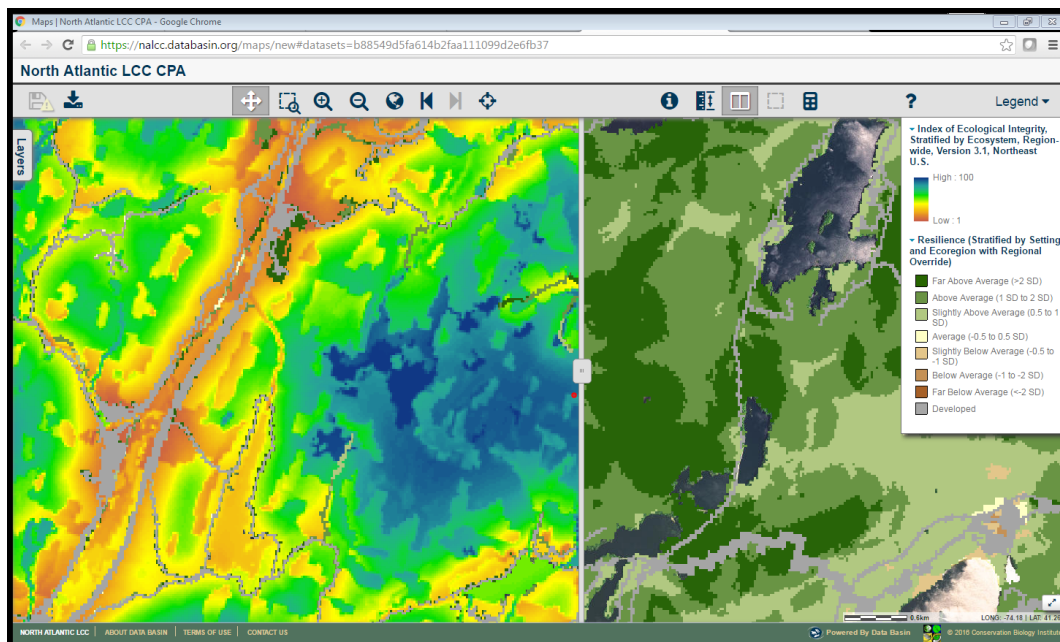 Maps | North Atlantic LCC CPA - Google Chrome
https://nalcc.databasin.org/maps/new#datasets=b88549d5fa614b2faa111099d2e6fb37
North Atlantic LCC CPA
Legend
Layers
Index of Ecological Integrity,
Stratified by Ecosystem, Region-
wide, Version 3.1, Northeast
U.S.
High : 100
Low : 1
Resilience (Stratified by Setting
and Ecoregion with Regional
Override)
Far Above Average (>2 SD)
Above Average (1 SD to 2 SD)
Slightly Above Average (0.5 to 1
SD)
Average (-0.5 to 0.5 SD)
Slightly Below Average (-0.5 to
-1 SD)
Below Average (-1 to -2 SD)
Far Below Average (<-2 SD)
Developed
0.6km
LONG: -74.18 | LAT: 41.2
NORTH ATLANTIC LCC | ABOUT DATA BASIN | TERMS OF USE | CONTACT US
Powered By Data Basin
© 2016 Conservation Biology Institu